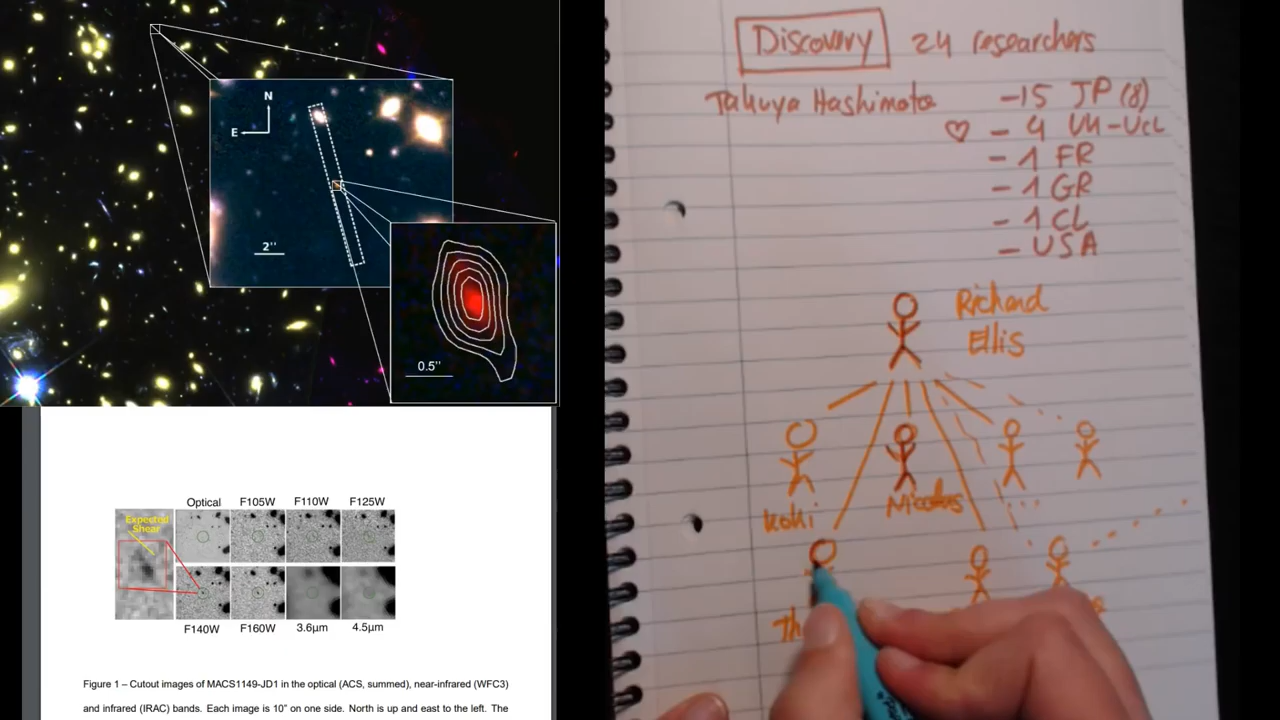 N
E
2''
0.5''
Optical F105W F110W F125W
Expected
Shear
F140W F160W 3.6µm 4.5µm
Figure 1 – Cutout images of MACS1149-JD1 in the optical (ACS, summed), near-infrared (WFC3)
and infrared (IRAC) bands. Each image is 10” on one side. North is up and east to the left. The
Discovery 24 researchers
Takuya Hashimoto – 15 JP (8)
♡ – 4 UK – UCL
– 1 FR
– 1 GR
– 1 CL
– USA
Richard
Ellis
Koki
Nicolas
Th